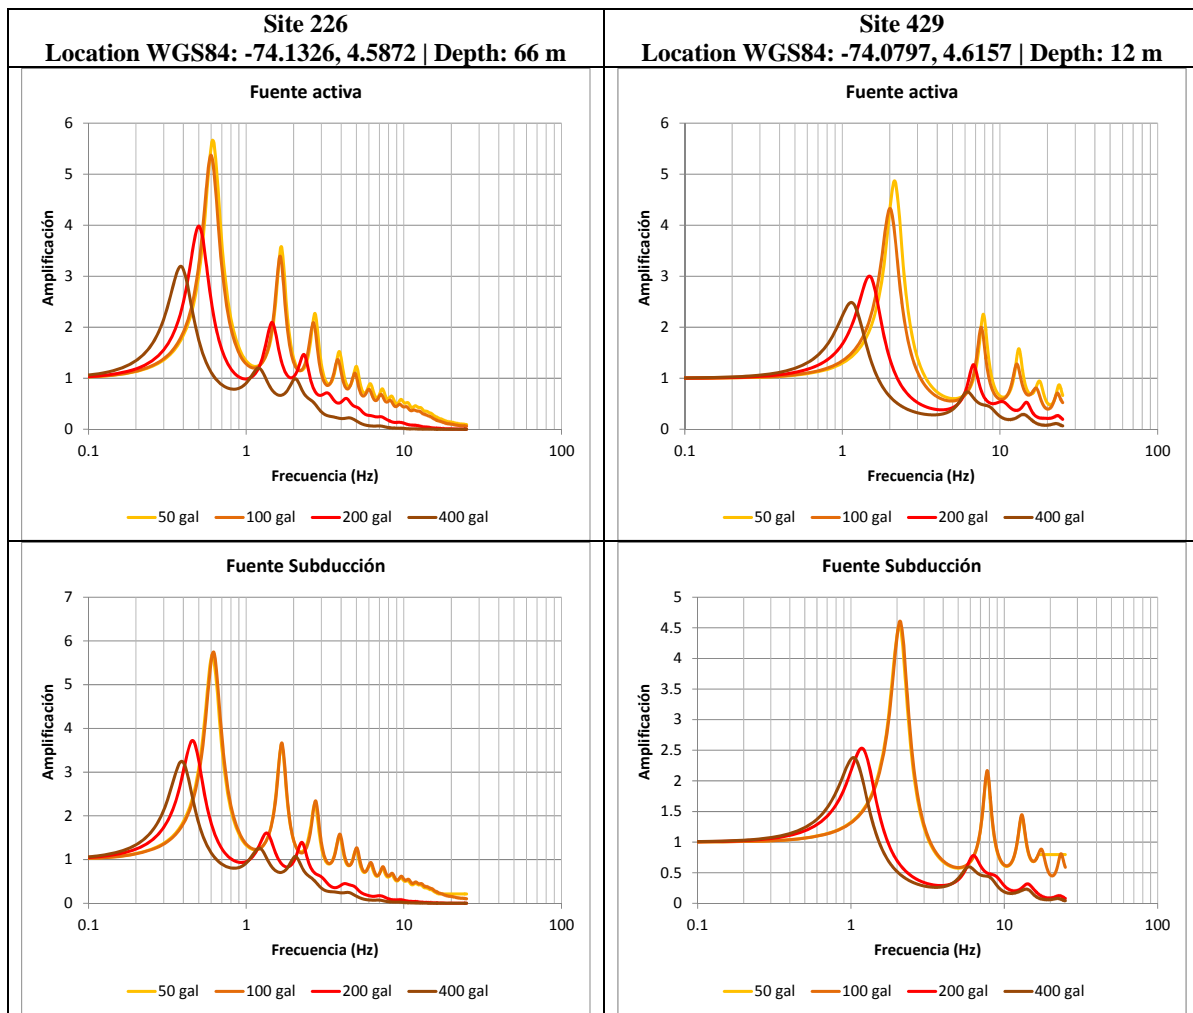 Site 226
Location WGS84: -74.1326, 4.5872 | Depth: 66 m
Site 429
Location WGS84: -74.0797, 4.6157 | Depth: 12 m
Fuente activa
6
5
4
3
2
1
0
Amplificación
0.1 1 10 100
Frecuencia (Hz)
50 gal 100 gal 200 gal 400 gal
Fuente activa
6
5
4
3
2
1
0
Amplificación
0.1 1 10 100
Frecuencia (Hz)
50 gal 100 gal 200 gal 400 gal
Fuente Subducción
7
6
5
4
3
2
1
0
Amplificación
0.1 1 10 100
Frecuencia (Hz)
50 gal 100 gal 200 gal 400 gal
Fuente Subducción
5
4.5
4
3.5
3
2.5
2
1.5
1
0.5
0
Amplificación
0.1 1 10 100
Frecuencia (Hz)
50 gal 100 gal 200 gal 400 gal